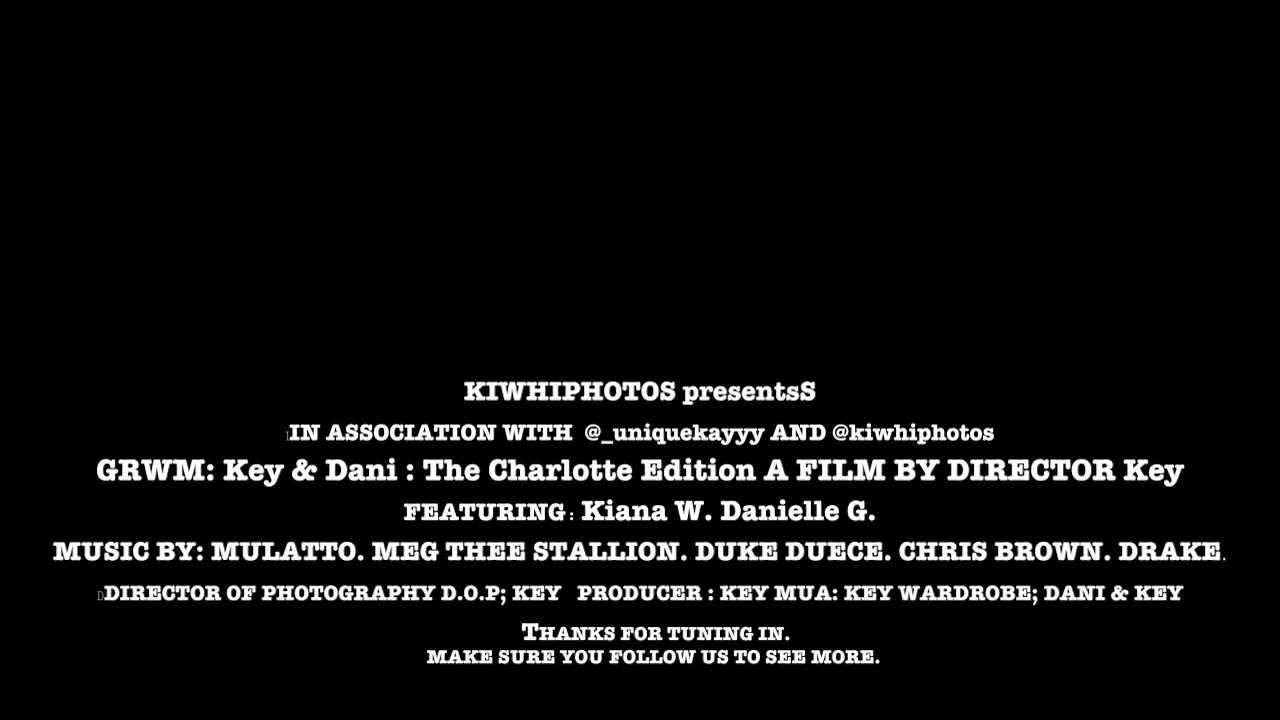 KIWHIPHOTOS presentsS
IIN ASSOCIATION WITH @_uniquekayyy AND @kiwhiphotos
GRWM: Key & Dani : The Charlotte Edition A FILM BY DIRECTOR Key
FEATURING : Kiana W. Danielle G.
MUSIC BY: MULATTO. MEG THEE STALLION. DUKE DUECE. CHRIS BROWN. DRAKE.
DDIRECTOR OF PHOTOGRAPHY D.O.P; KEY PRODUCER : KEY MUA: KEY WARDROBE; DANI & KEY
THANKS FOR TUNING IN.
MAKE SURE YOU FOLLOW US TO SEE MORE.